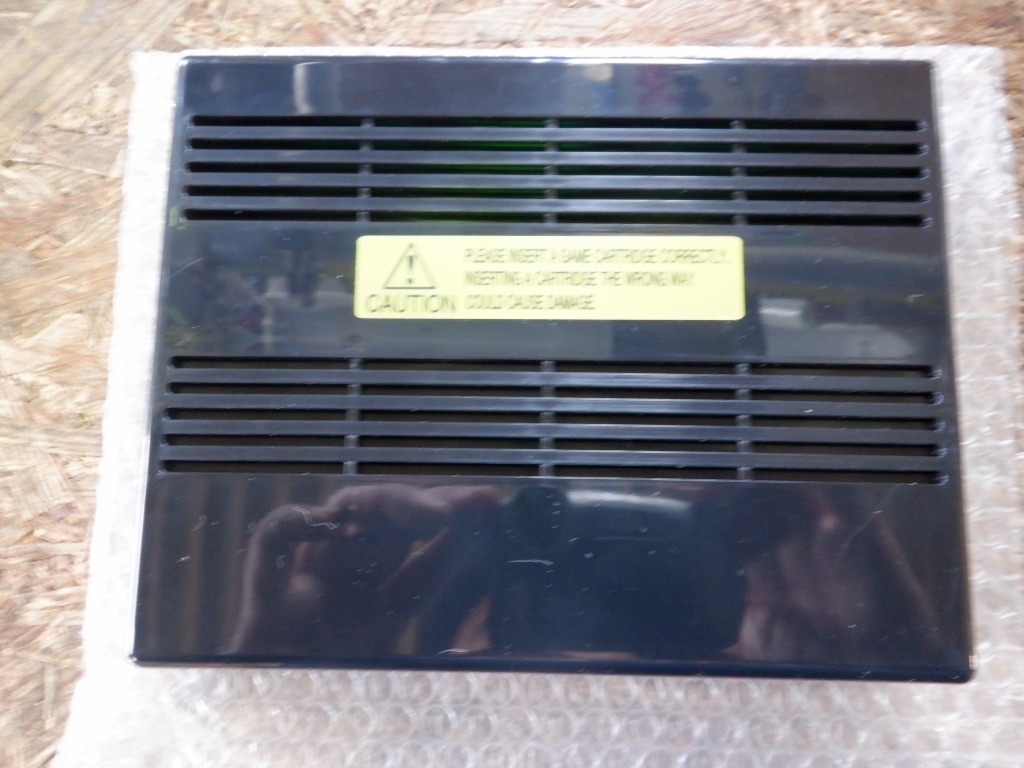 PLEASE INSERT A GAME CARTRIDGE CORRECTLY.
INSERTING A CARTRIDGE THE WRONG WAY
CAUTION COULD CAUSE DAMAGE.